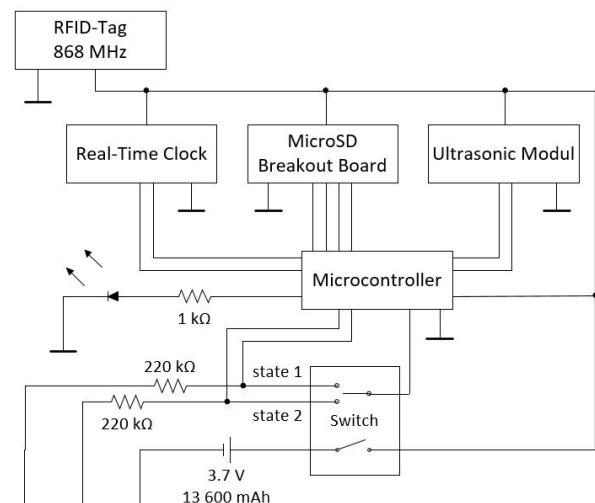 RFID-Tag
868 MHz
Real-Time Clock
MicroSD
Breakout Board
Ultrasonic Modul
Microcontroller
1 kΩ
220 kΩ
state 1
220 kΩ
state 2
Switch
3.7 V
13 600 mAh